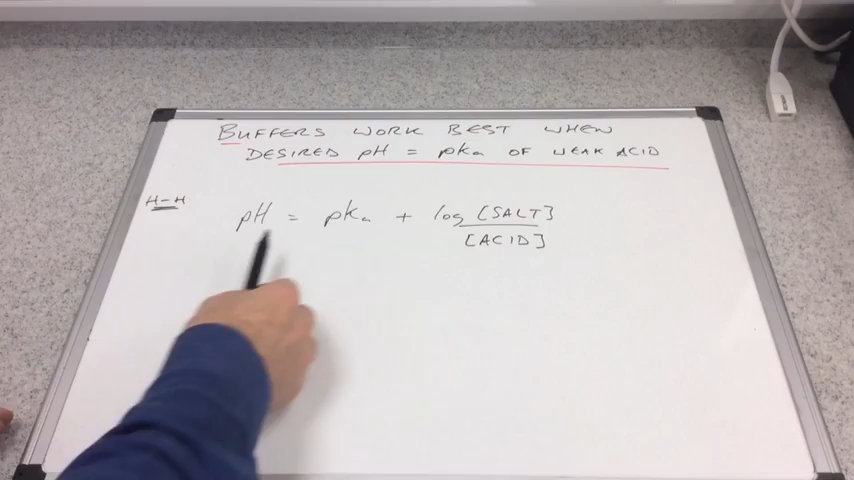 BUFFERS WORK BEST WHEN
DESIRED pH = pKa OF WEAK ACID
H-H
pH = pKa + log [SALT]
[ACID]